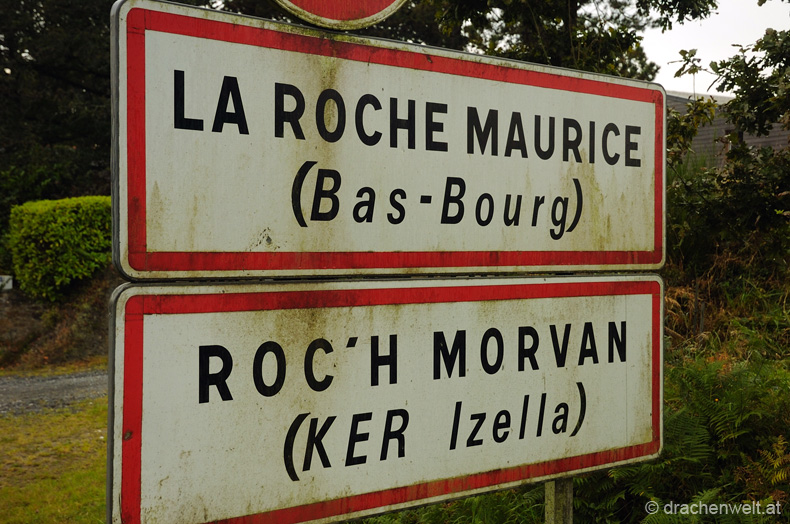 LA ROCHE MAURICE
(Bas-Bourg)
ROC'H MORVAN
(KER Izella)
© drachenwelt.at